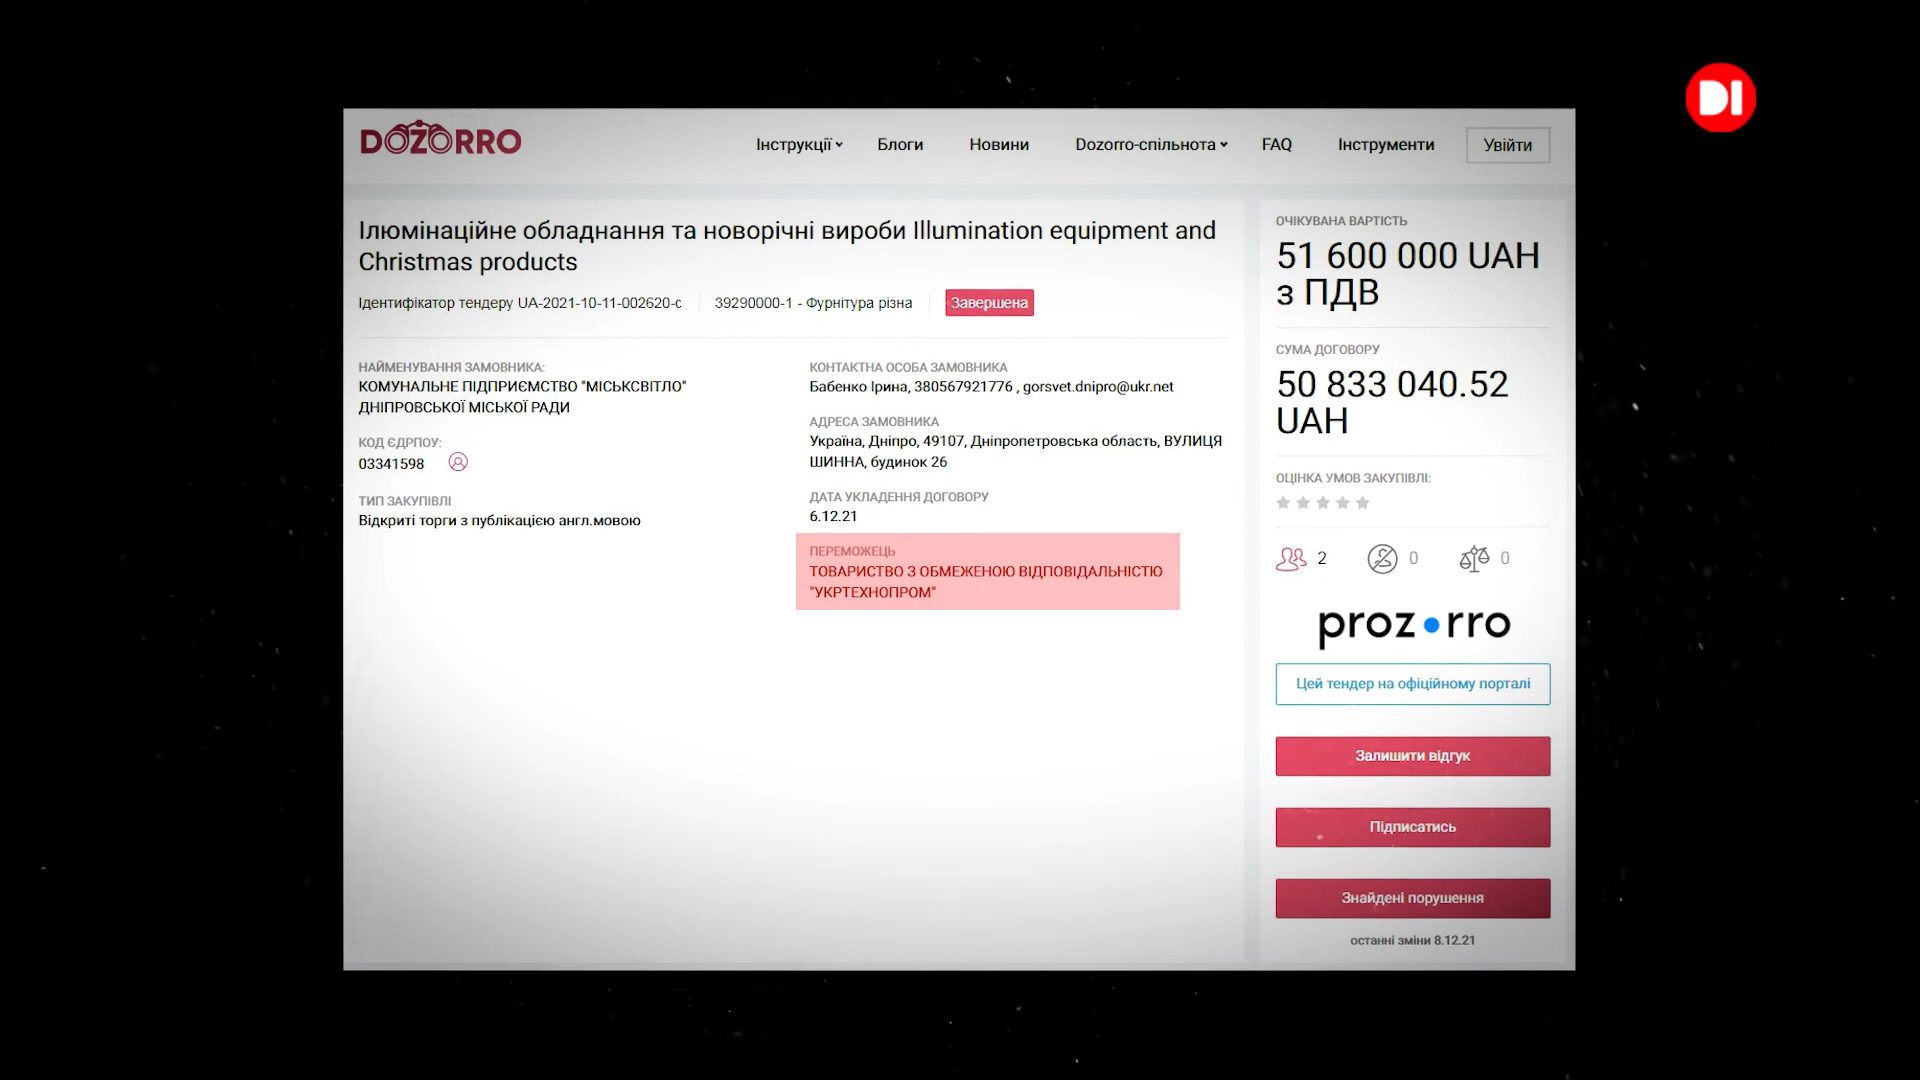 DI
DOZORRO
Інструкції
Блоги
Новини
Dozorro-спільнота
FAQ
Інструменти
Увійти
Ілюмінаційне обладнання та новорічні вироби Illumination equipment and
Christmas products
Ідентифікатор тендеру UA-2021-10-11-002620-c
39290000-1 - Фурнітура різна
Завершена
НАЙМЕНУВАННЯ ЗАМОВНИКА:
КОМУНАЛЬНЕ ПІДПРИЄМСТВО "МІСЬКСВІТЛО"
ДНІПРОВСЬКОЇ МІСЬКОЇ РАДИ
КОД ЄДРПОУ:
03341598
ТИП ЗАКУПІВЛІ
Відкриті торги з публікацією англ.мовою
КОНТАКТНА ОСОБА ЗАМОВНИКА
Бабенко Ірина, 380567921776 , gorsvet.dnipro@ukr.net
АДРЕСА ЗАМОВНИКА
Україна, Дніпро, 49107, Дніпропетровська область, ВУЛИЦЯ
ШИННА, будинок 26
ДАТА УКЛАДЕННЯ ДОГОВОРУ
6.12.21
ПЕРЕМОЖЕЦЬ
ТОВАРИСТВО З ОБМЕЖЕНОЮ ВІДПОВІДАЛЬНІСТЮ
"УКРТЕХНОПРОМ"
ОЧІКУВАНА ВАРТІСТЬ
51 600 000 UAH
з ПДВ
СУМА ДОГОВОРУ
50 833 040.52
UAH
ОЦІНКА УМОВ ЗАКУПІВЛІ:
2
0
0
prozorro
Цей тендер на офіційному порталі
Залишити відгук
Підписатись
Знайдені порушення
останні зміни 8.12.21